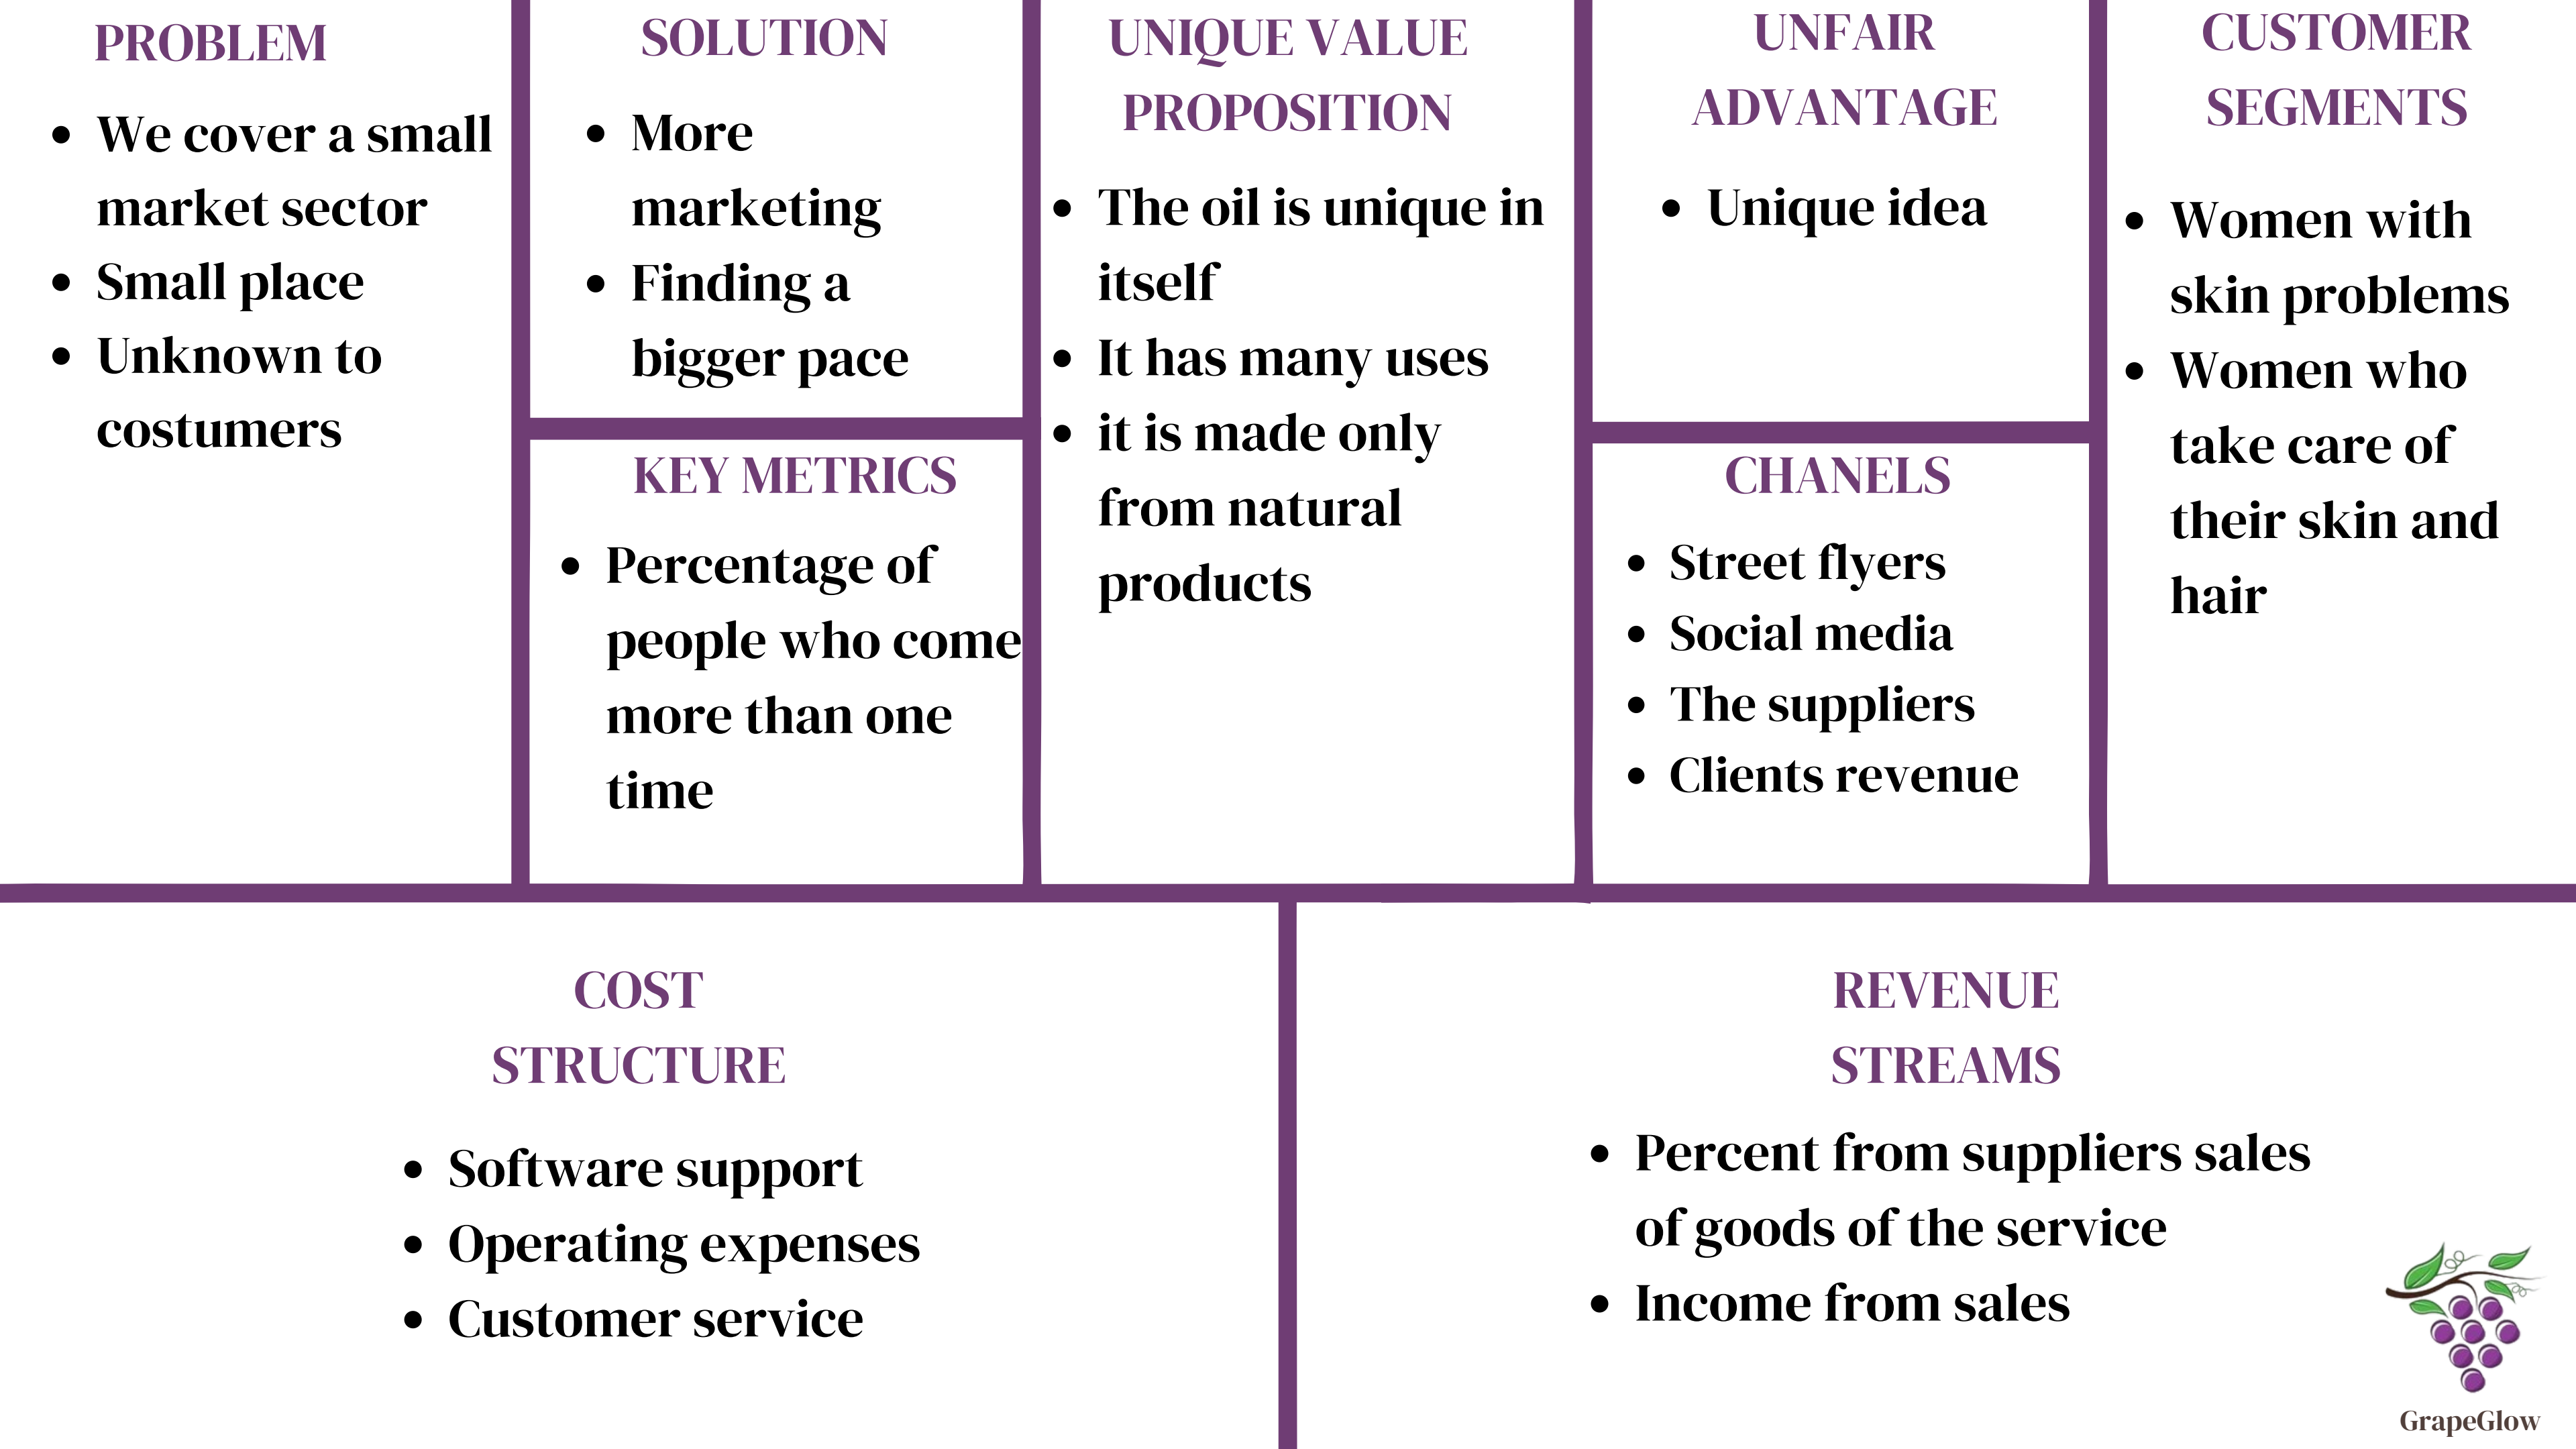 PROBLEM
We cover a small
market sector
Small place
Unknown to
costumers
SOLUTION
More
marketing
Finding a
bigger pace
KEY METRICS
Percentage of
people who come
more than one
time
UNIQUE VALUE
PROPOSITION
The oil is unique in
itself
It has many uses
it is made only
from natural
products
UNFAIR
ADVANTAGE
Unique idea
CHANELS
Street flyers
Social media
The suppliers
Clients revenue
CUSTOMER
SEGMENTS
Women with
skin problems
Women who
take care of
their skin and
hair
COST
STRUCTURE
Software support
Operating expenses
Customer service
REVENUE
STREAMS
Percent from suppliers sales
of goods of the service
Income from sales
GrapeGlow